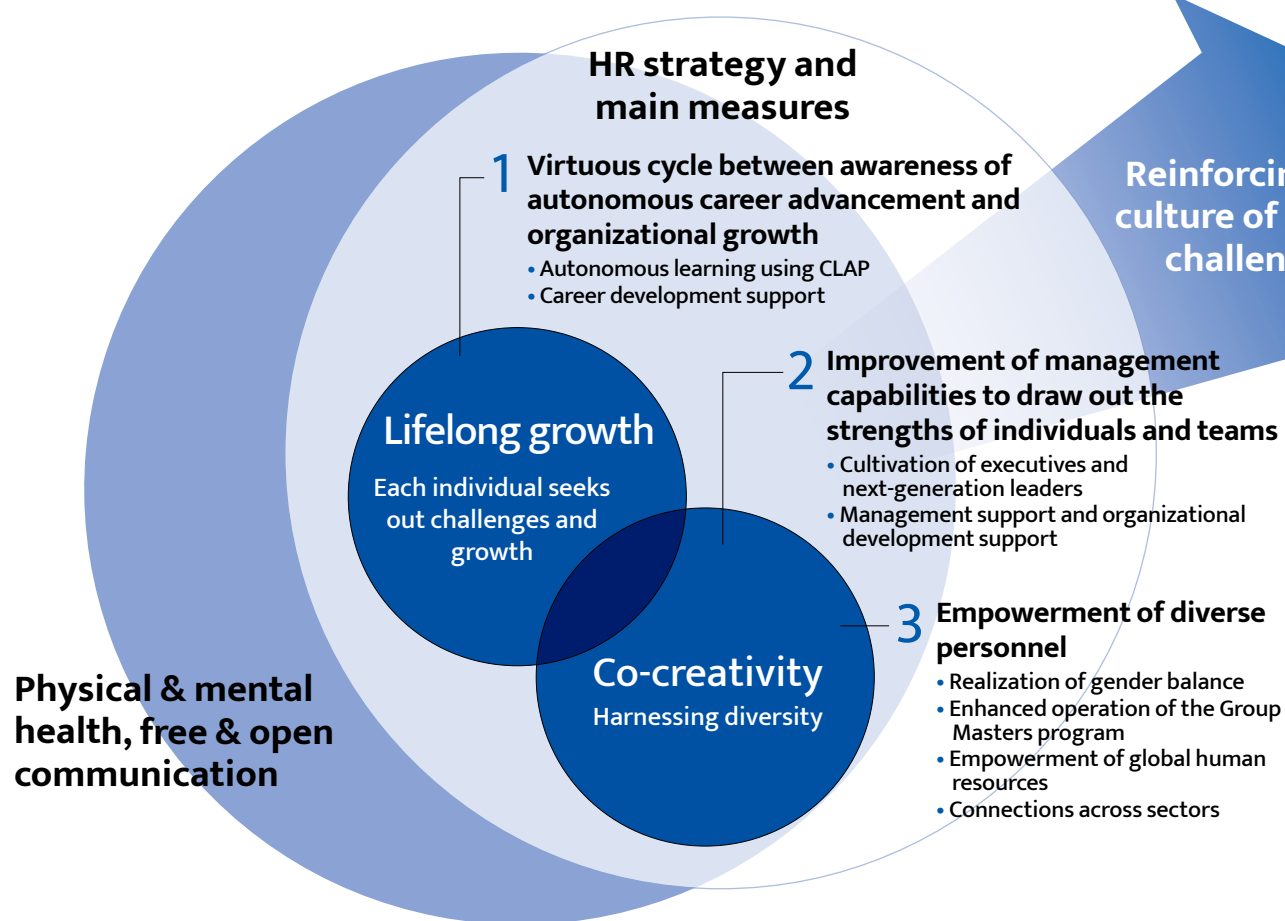 HR strategy and
main measures
1 Virtuous cycle between awareness of
autonomous career advancement and
organizational growth
• Autonomous learning using CLAP
• Career development support
culture of
2 Improvement of management
capabilities to draw out the
strengths of individuals and teams
• Cultivation of executives and
next-generation leaders
• Management support and organizational
development support
Lifelong growth
Each individual seeks
out challenges and
growth
3 Empowerment of diverse
personnel
• Realization of gender balance
• Enhanced operation of the Group
Masters program
• Empowerment of global human
resources
• Connections across sectors
Co-creativity
Harnessing diversity
Physical & mental
health, free & open
communication